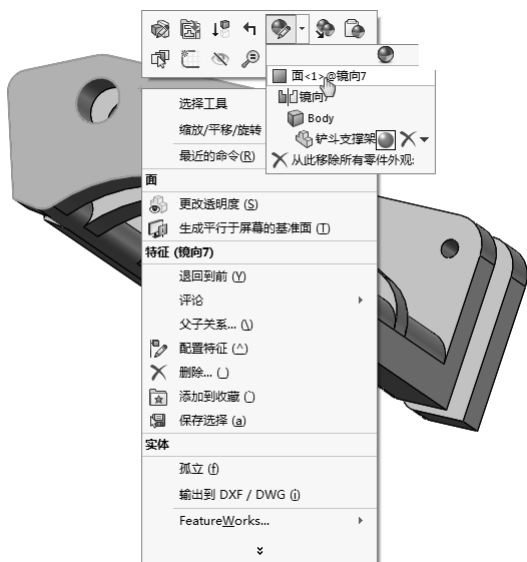 面<1>@镜向7
镜向7
Body
铲斗支撑架
从此移除所有零件外观:
选择工具
缩放/平移/旋转
最近的命令(R)
面
更改透明度 (S)
生成平行于屏幕的基准面 (T)
特征 (镜向7)
退回到前 (Y)
评论
父子关系... (\)
配置特征 (^)
删除... (_)
添加到收藏 (`)
保存选择 (a)
实体
孤立 (f)
输出到 DXF / DWG (i)
FeatureWorks...